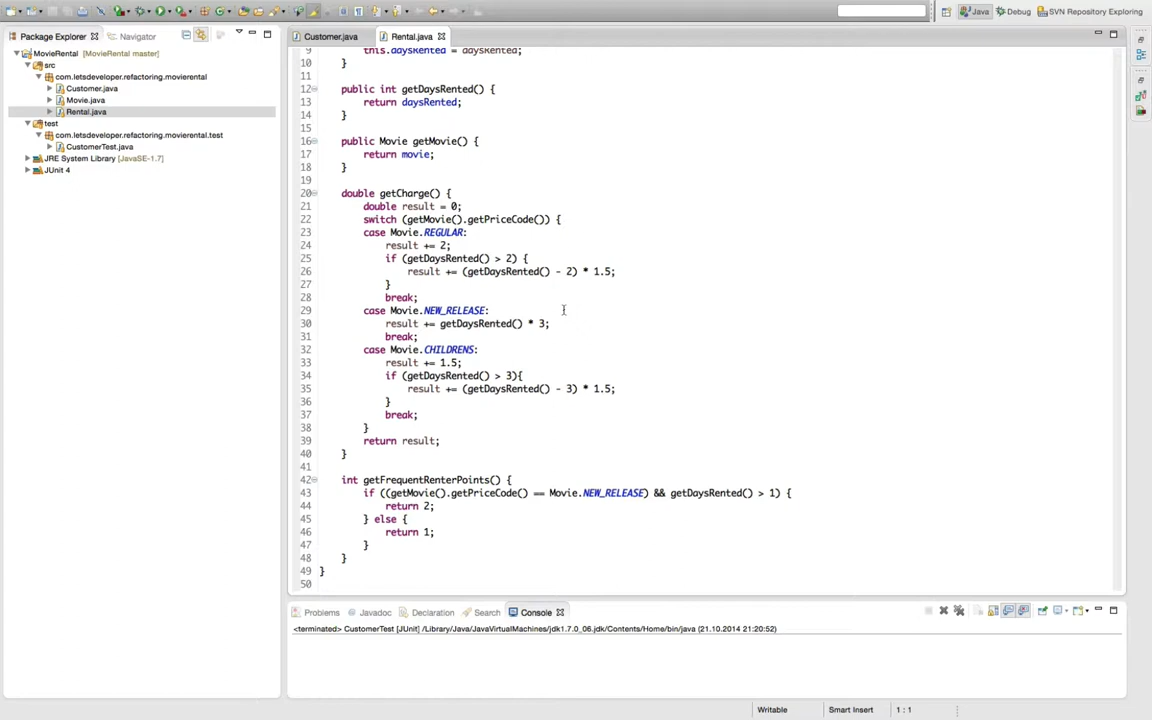 Java
Debug
SVN Repository Exploring
Package Explorer
Navigator
MovieRental [MovieRental master]
src
com.letsdeveloper.refactoring.movierental
Customer.java
Movie.java
Rental.java
test
com.letsdeveloper.refactoring.movierental.test
CustomerTest.java
JRE System Library [JavaSE-1.7]
JUnit 4
Customer.java
Rental.java
9 this.daysRented = daysRented;
10 }
11
12 public int getDaysRented() {
13 return daysRented;
14 }
15
16 public Movie getMovie() {
17 return movie;
18 }
19
20 double getCharge() {
21 double result = 0;
22 switch (getMovie().getPriceCode()) {
23 case Movie.REGULAR:
24 result += 2;
25 if (getDaysRented() > 2) {
26 result += (getDaysRented() - 2) * 1.5;
27 }
28 break;
29 case Movie.NEW_RELEASE:
30 result += getDaysRented() * 3;
31 break;
32 case Movie.CHILDRENS:
33 result += 1.5;
34 if (getDaysRented() > 3){
35 result += (getDaysRented() - 3) * 1.5;
36 }
37 break;
38 }
39 return result;
40 }
41
42 int getFrequentRenterPoints() {
43 if ((getMovie().getPriceCode() == Movie.NEW_RELEASE) && getDaysRented() > 1) {
44 return 2;
45 } else {
46 return 1;
47 }
48 }
49 }
50
Problems
Javadoc
Declaration
Search
Console
<terminated> CustomerTest [JUnit] /Library/Java/JavaVirtualMachines/jdk1.7.0_06.jdk/Contents/Home/bin/java (21.10.2014 21:20:52)
Writable
Smart Insert
1 : 1